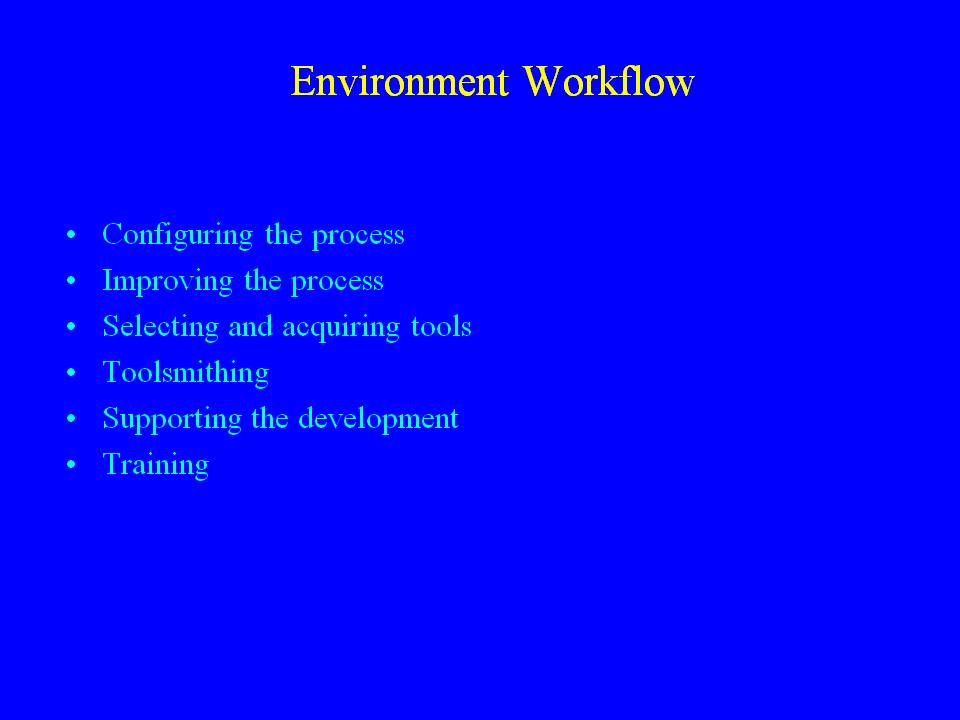 Environment Workflow
• Configuring the process
• Improving the process
• Selecting and acquiring tools
• Toolsmithing
• Supporting the development
• Training